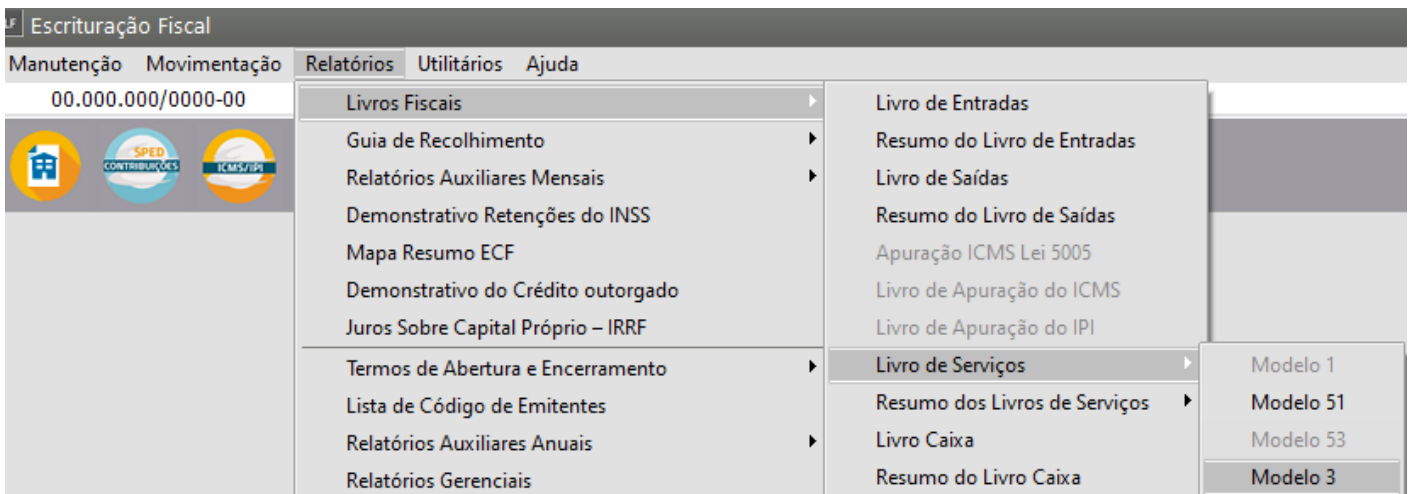 LF Escrituração Fiscal
Manutenção Movimentação Relatórios Utilitários Ajuda
00.000.000/0000-00
SPED
CONTRIBUIÇÕES
ICMS/IPI
Livros Fiscais
Guia de Recolhimento
Relatórios Auxiliares Mensais
Demonstrativo Retenções do INSS
Mapa Resumo ECF
Demonstrativo do Crédito outorgado
Juros Sobre Capital Próprio – IRRF
Termos de Abertura e Encerramento
Lista de Código de Emitentes
Relatórios Auxiliares Anuais
Relatórios Gerenciais
Livro de Entradas
Resumo do Livro de Entradas
Livro de Saídas
Resumo do Livro de Saídas
Apuração ICMS Lei 5005
Livro de Apuração do ICMS
Livro de Apuração do IPI
Livro de Serviços
Resumo dos Livros de Serviços
Livro Caixa
Resumo do Livro Caixa
Modelo 1
Modelo 51
Modelo 53
Modelo 3